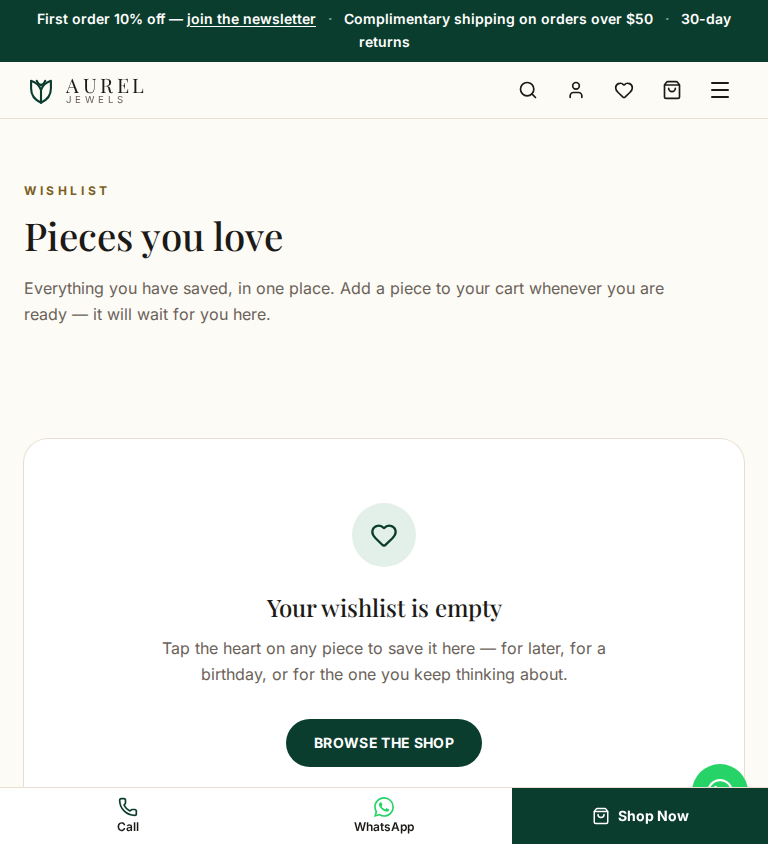 First order 10% off — join the newsletter · Complimentary shipping on orders over $50 · 30-day
returns
AUREL
JEWELS
WISHLIST
Pieces you love
Everything you have saved, in one place. Add a piece to your cart whenever you are
ready — it will wait for you here.
Your wishlist is empty
Tap the heart on any piece to save it here — for later, for a
birthday, or for the one you keep thinking about.
BROWSE THE SHOP
Call
WhatsApp
Shop Now